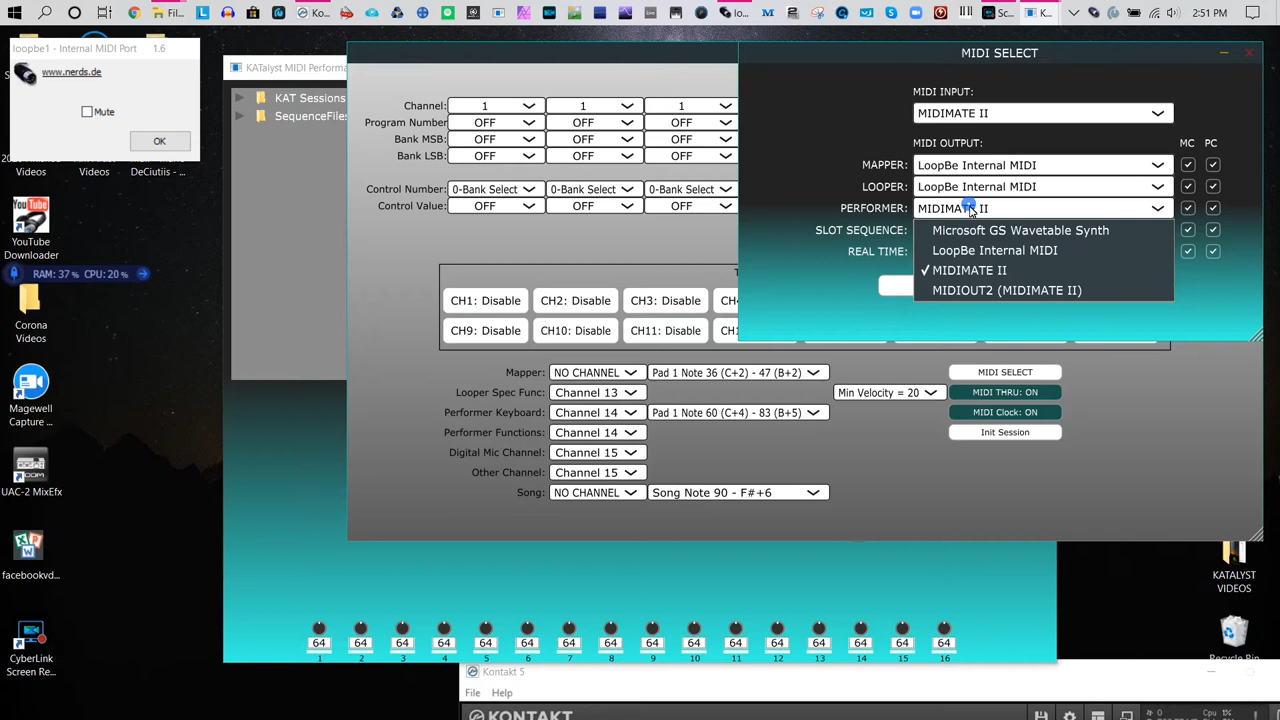 2:51 PM
loopbe1 - Internal MIDI Port 1.6
www.nerds.de
Mute
OK
Videos
Videos
DeCuitiis - ...
YouTube
Downloader
RAM: 37 % CPU: 20 %
Corona
Videos
Magewell
Capture ...
UAC-2 MixEfx
facebookvd...
CyberLink
Screen Re...
KATalyst MIDI Performa
KAT Sessions
SequenceFiles
Channel: 1 1 1
Program Number OFF OFF OFF
Bank MSB: OFF OFF OFF
Bank LSB: OFF OFF OFF
Control Number: 0-Bank Select 0-Bank Select 0-Bank Select
Control Value: OFF OFF OFF
CH1: Disable CH2: Disable CH3: Disable
CH9: Disable CH10: Disable CH11: Disable
Mapper: NO CHANNEL Pad 1 Note 36 (C+2) - 47 (B+2)
Looper Spec Func: Channel 13 Min Velocity = 20
Performer Keyboard: Channel 14 Pad 1 Note 60 (C+4) - 83 (B+5)
Performer Functions: Channel 14
Digital Mic Channel: Channel 15
Other Channel: Channel 15
Song: NO CHANNEL Song Note 90 - F#+6
MIDI SELECT
MIDI THRU: ON
MIDI Clock: ON
Init Session
MIDI SELECT
MIDI INPUT:
MIDIMATE II
MIDI OUTPUT: MC PC
MAPPER: LoopBe Internal MIDI
LOOPER: LoopBe Internal MIDI
PERFORMER: MIDIMATE II
SLOT SEQUENCE:
REAL TIME:
Microsoft GS Wavetable Synth
LoopBe Internal MIDI
MIDIMATE II
MIDIOUT2 (MIDIMATE II)
64 64 64 64 64 64 64 64 64 64 64 64 64 64 64 64
1 2 3 4 5 6 7 8 9 10 11 12 13 14 15 16
KATALYST
VIDEOS
Recycle Bin
Kontakt 5
File Help
KONTAKT
0
Cpu 1%